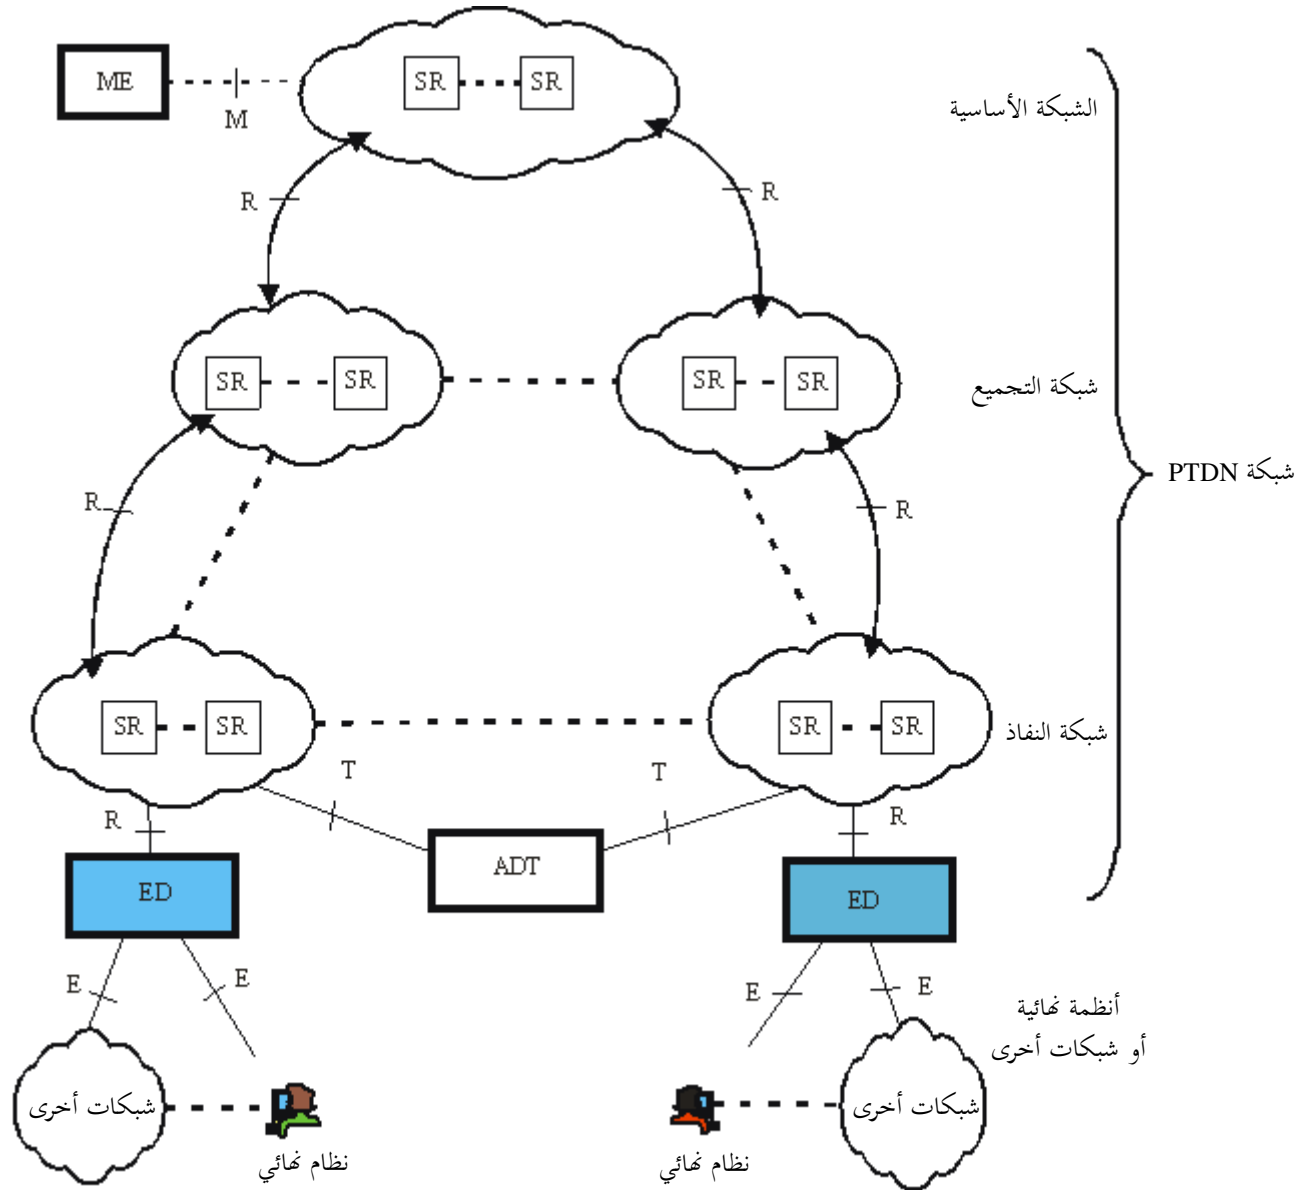 ME
M
SR
SR
الشبكة الأساسية
R
R
SR
SR
SR
SR
شبكة التجميع
شبكة PTDN
R
R
SR
SR
SR
SR
شبكة النفاذ
T
T
R
R
ADT
ED
ED
E
E
E
E
أنظمة نهائية
أو شبكات أخرى
شبكات أخرى
شبكات أخرى
نظام نهائي
نظام نهائي